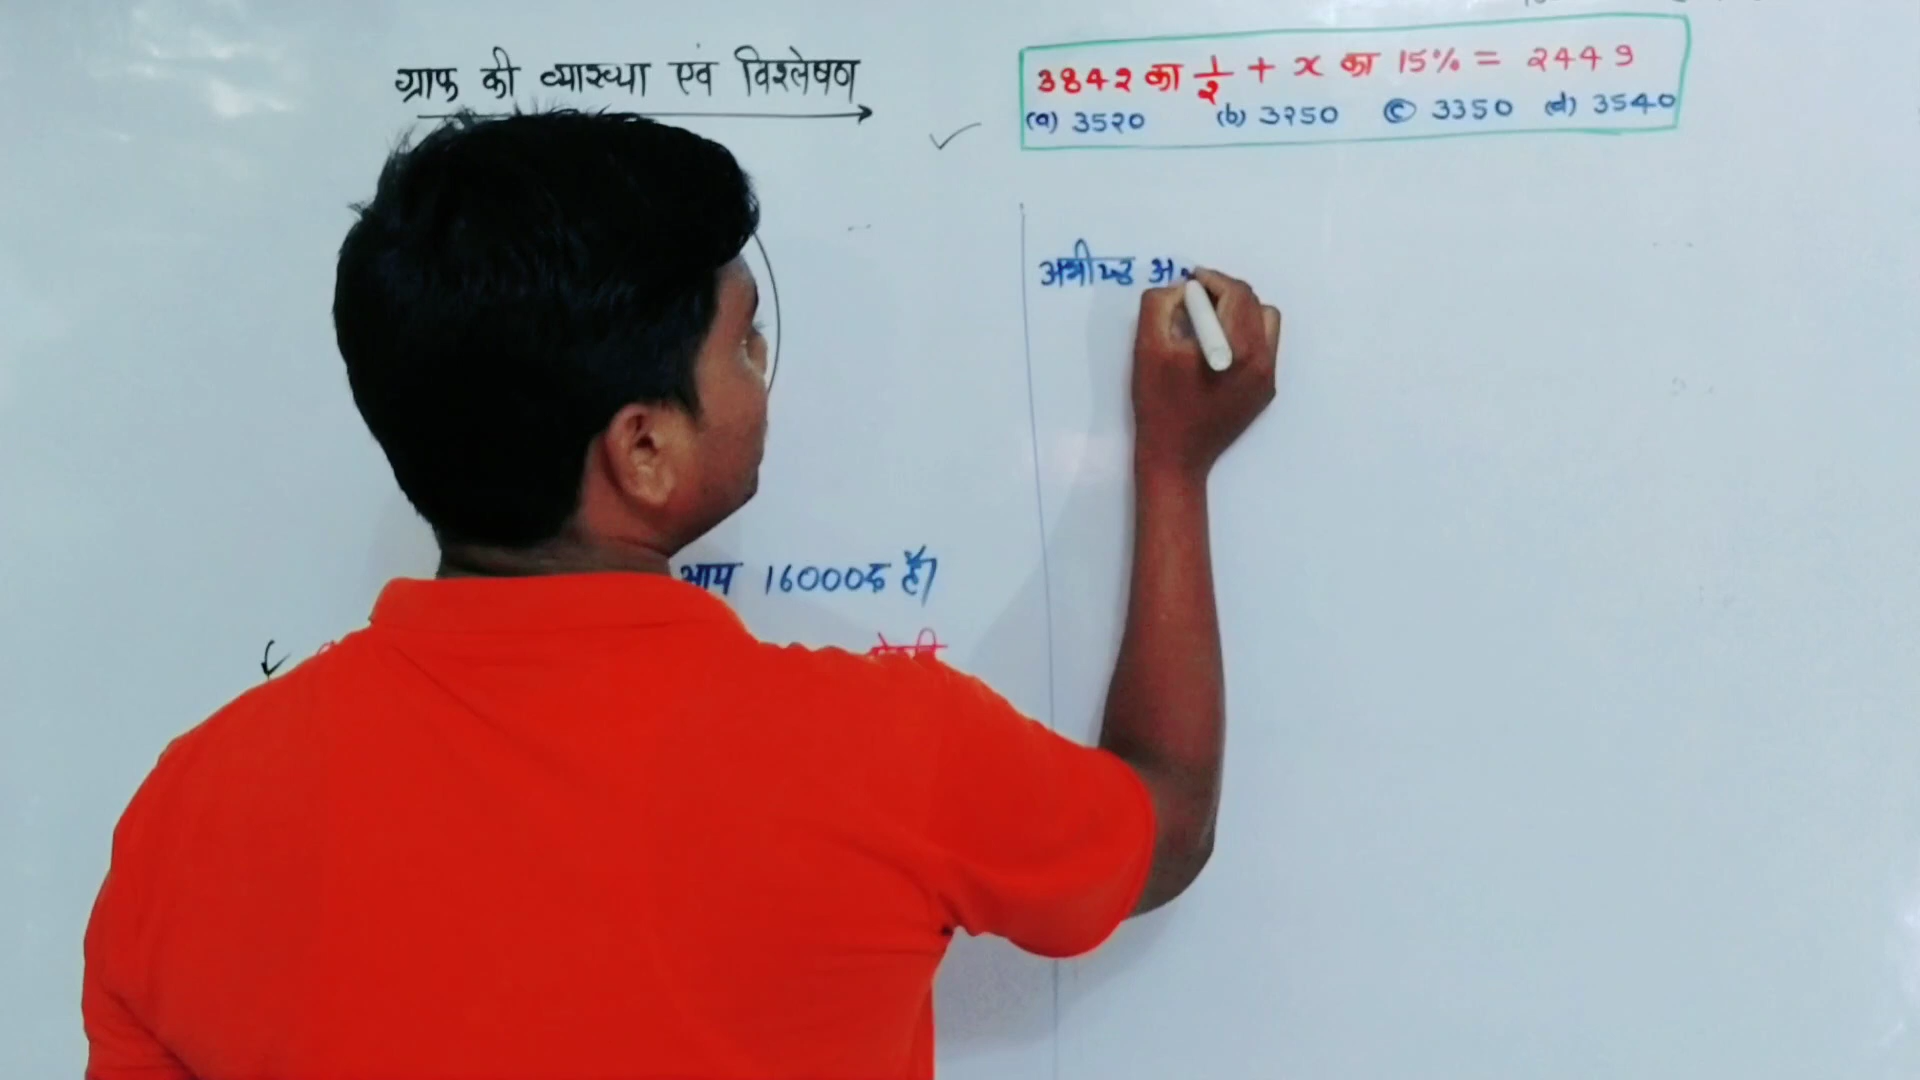 ग्राफ की व्याख्या एवं विश्लेषण
3842 का 1/2 + x का 15% = 2449
(a) 3520 (b) 3250 (c) 3350 (d) 3540
अभीष्ट अ
आय 16000रु है।